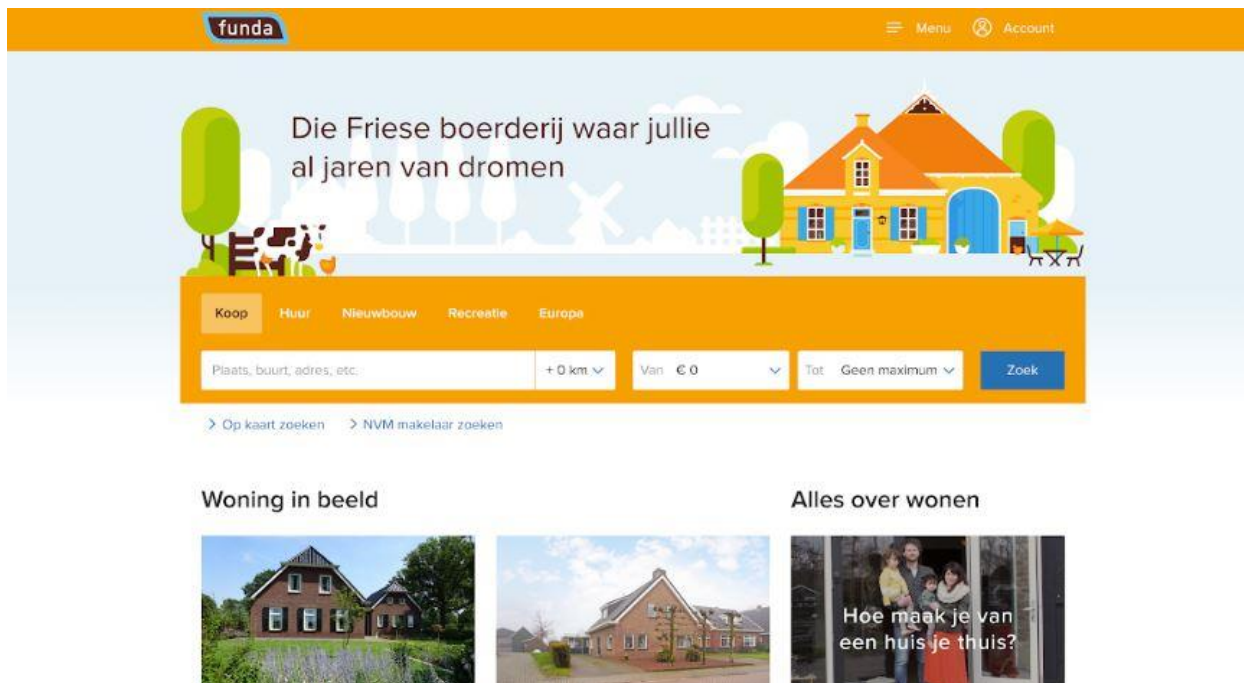 funda
Menu
Account
Die Friese boerderij waar jullie
al jaren van dromen
Koop
Huur
Nieuwbouw
Recreatie
Europa
Plaats, buurt, adres, etc.
+ 0 km
Van € 0
Tot Geen maximum
Zoek
Op kaart zoeken
NVM makelaar zoeken
Woning in beeld
Alles over wonen
Hoe maak je van
een huis je thuis?